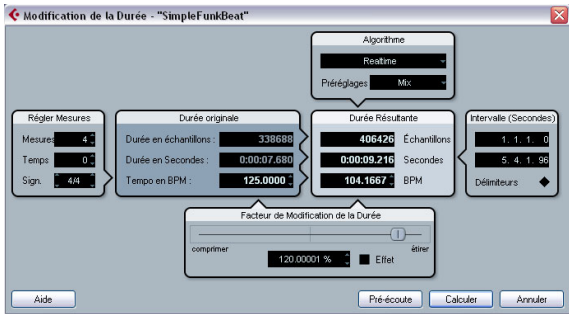 Modification de la Durée - "SimpleFunkBeat"
Algorithme
Realtime
Préréglages Mix
Régler Mesures
Mesures 4
Temps 0
Sign. 4/4
Durée originale
Durée en échantillons : 338688
Durée en Secondes : 0:00:07.680
Tempo en BPM : 125.0000
Durée Résultante
406426 Échantillons
0:00:09.216 Secondes
104.1667 BPM
Intervalle (Secondes)
1. 1. 1. 0
5. 4. 1. 96
Délimiteurs
Facteur de Modification de la Durée
comprimer étirer
120.00001 % Effet
Aide Pré-écoute Calculer Annuler